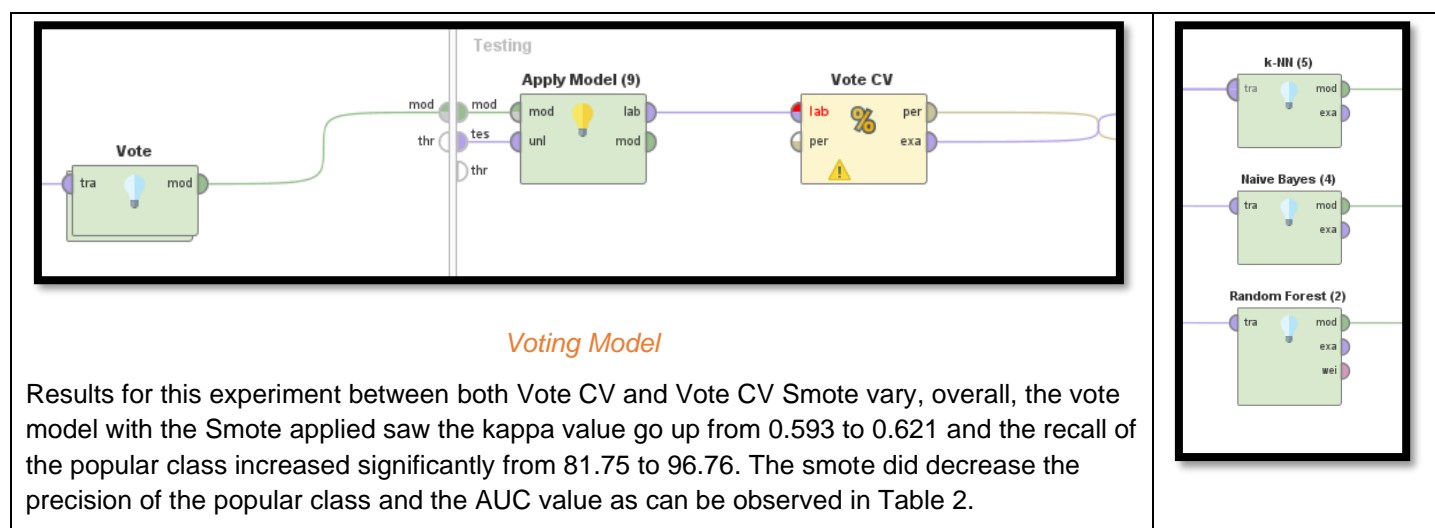 Testing
Apply Model (9)
Vote CV
mod
mod
mod
lab
lab
per
thr
tes
unl
mod
per
exa
thr
Vote
tra
mod
k-NN (5)
tra
mod
exa
Naive Bayes (4)
tra
mod
exa
Random Forest (2)
tra
mod
exa
wei
Voting Model
Results for this experiment between both Vote CV and Vote CV Smote vary, overall, the vote
model with the Smote applied saw the kappa value go up from 0.593 to 0.621 and the recall of
the popular class increased significantly from 81.75 to 96.76. The smote did decrease the
precision of the popular class and the AUC value as can be observed in Table 2.